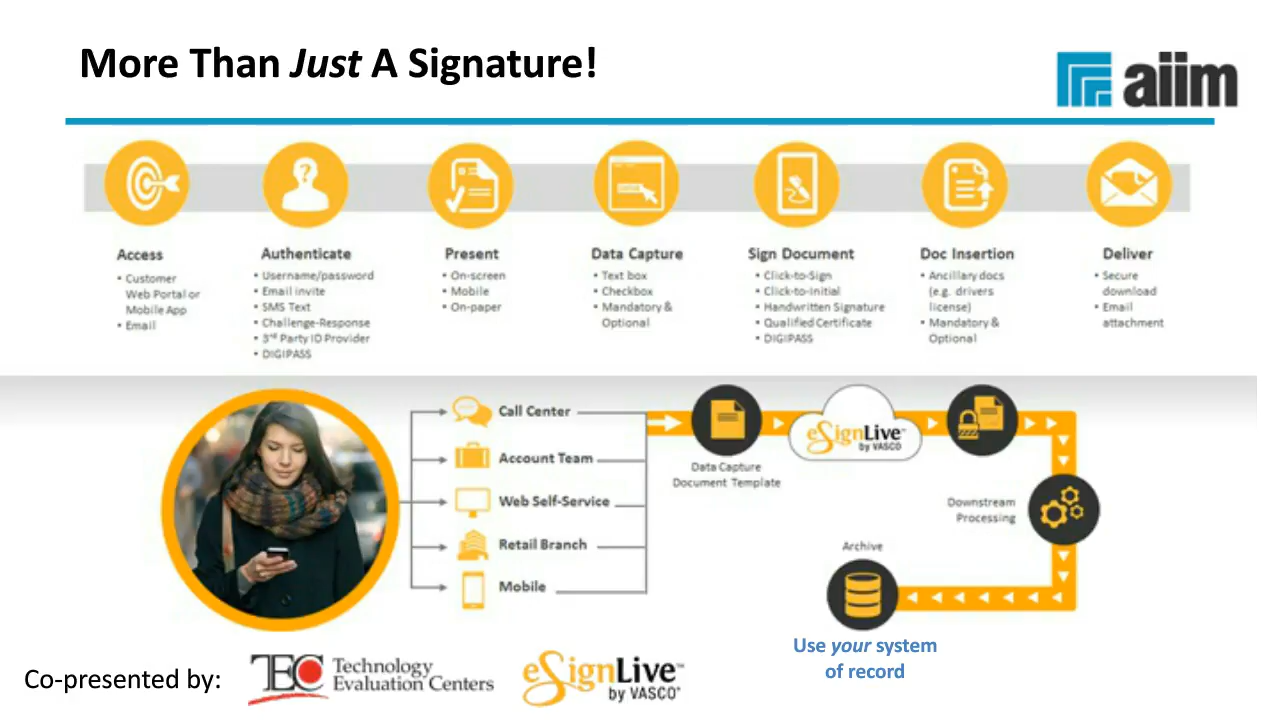 More Than Just A Signature!
aiim
?
Access
• Customer
Web Portal or
Mobile App
• Email
Authenticate
• Username/password
• Email invite
• SMS Text
• Challenge-Response
• 3rd Party ID Provider
• DIGIPASS
Present
• On-screen
• Mobile
• On-paper
Data Capture
• Text box
• Checkbox
• Mandatory &
Optional
Sign Document
• Click-to-Sign
• Click-to-Initial
• Handwritten Signature
• Qualified Certificate
• DIGIPASS
Doc Insertion
• Ancillary docs
(e.g. drivers
license)
• Mandatory &
Optional
Deliver
• Secure
download
• Email
attachment
Call Center
Account Team
Web Self-Service
Retail Branch
Mobile
Data Capture
Document Template
eSignLive™
by VASCO
Downstream
Processing
Archive
Use your system
of record
Co-presented by:
TEC Technology
Evaluation Centers
eSignLive™
by VASCO®